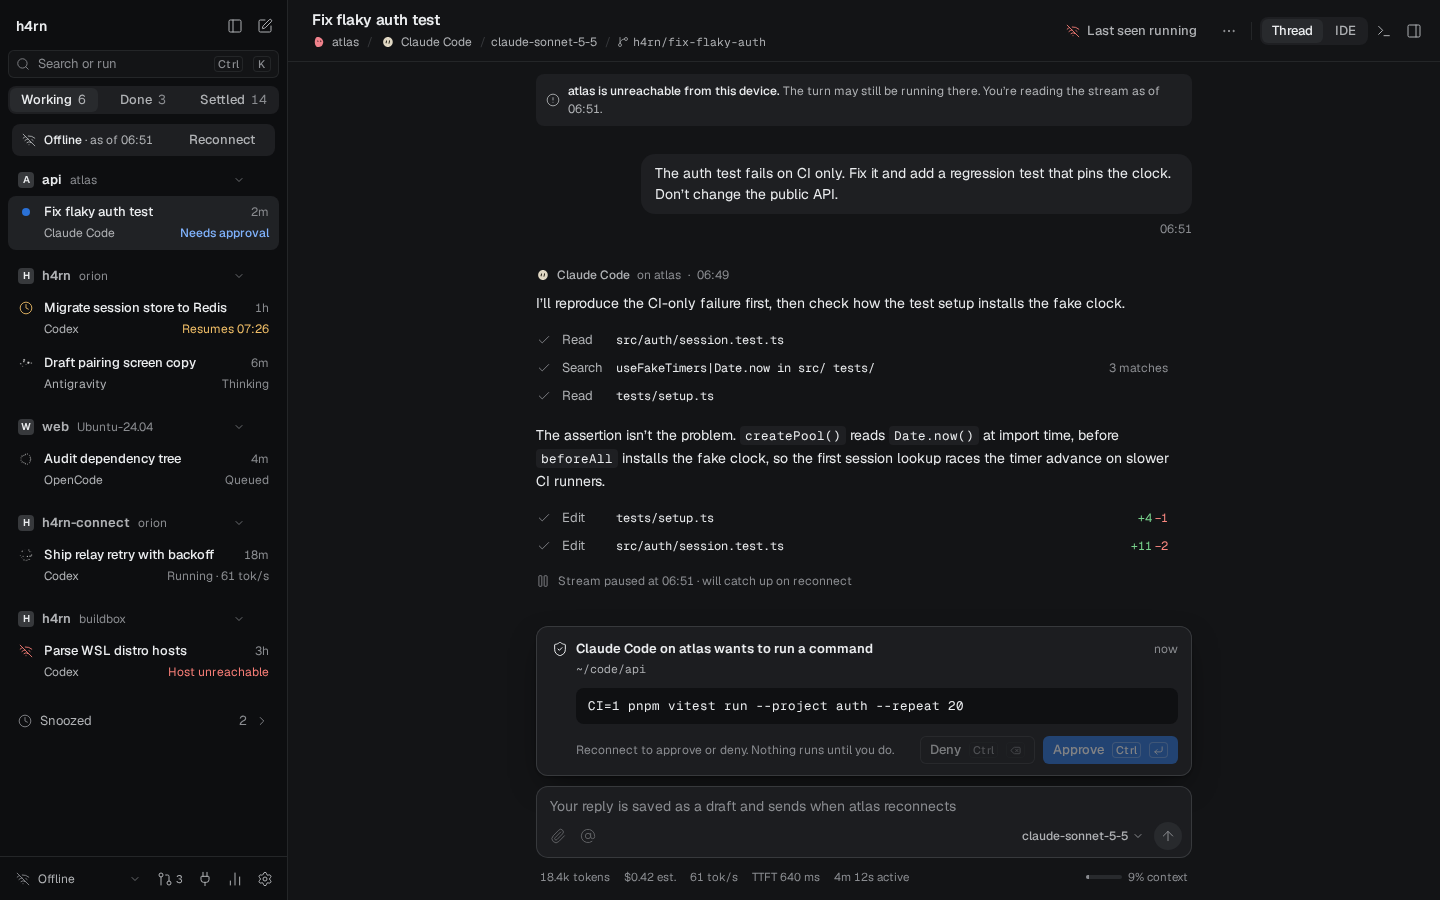 h4rn
Search or run Ctrl K
Working 6 Done 3 Settled 14
Offline · as of 06:51 Reconnect
A api atlas
Fix flaky auth test 2m
Claude Code Needs approval
H h4rn orion
Migrate session store to Redis 1h
Codex Resumes 07:26
Draft pairing screen copy 6m
Antigravity Thinking
W web Ubuntu-24.04
Audit dependency tree 4m
OpenCode Queued
H h4rn-connect orion
Ship relay retry with backoff 18m
Codex Running · 61 tok/s
H h4rn buildbox
Parse WSL distro hosts 3h
Codex Host unreachable
Snoozed 2
Offline 3
Fix flaky auth test
atlas / Claude Code / claude-sonnet-5-5 / h4rn/fix-flaky-auth
Last seen running ··· Thread IDE
atlas is unreachable from this device. The turn may still be running there. You're reading the stream as of
06:51.
The auth test fails on CI only. Fix it and add a regression test that pins the clock.
Don't change the public API.
06:51
Claude Code on atlas · 06:49
I'll reproduce the CI-only failure first, then check how the test setup installs the fake clock.
Read src/auth/session.test.ts
Search useFakeTimers|Date.now in src/ tests/ 3 matches
Read tests/setup.ts
The assertion isn't the problem. createPool() reads Date.now() at import time, before
beforeAll installs the fake clock, so the first session lookup races the timer advance on slower
CI runners.
Edit tests/setup.ts +4 −1
Edit src/auth/session.test.ts +11 −2
Stream paused at 06:51 · will catch up on reconnect
Claude Code on atlas wants to run a command now
~/code/api
CI=1 pnpm vitest run --project auth --repeat 20
Reconnect to approve or deny. Nothing runs until you do. Deny Ctrl ⌫ Approve Ctrl ↵
Your reply is saved as a draft and sends when atlas reconnects
claude-sonnet-5-5
18.4k tokens $0.42 est. 61 tok/s TTFT 640 ms 4m 12s active 9% context